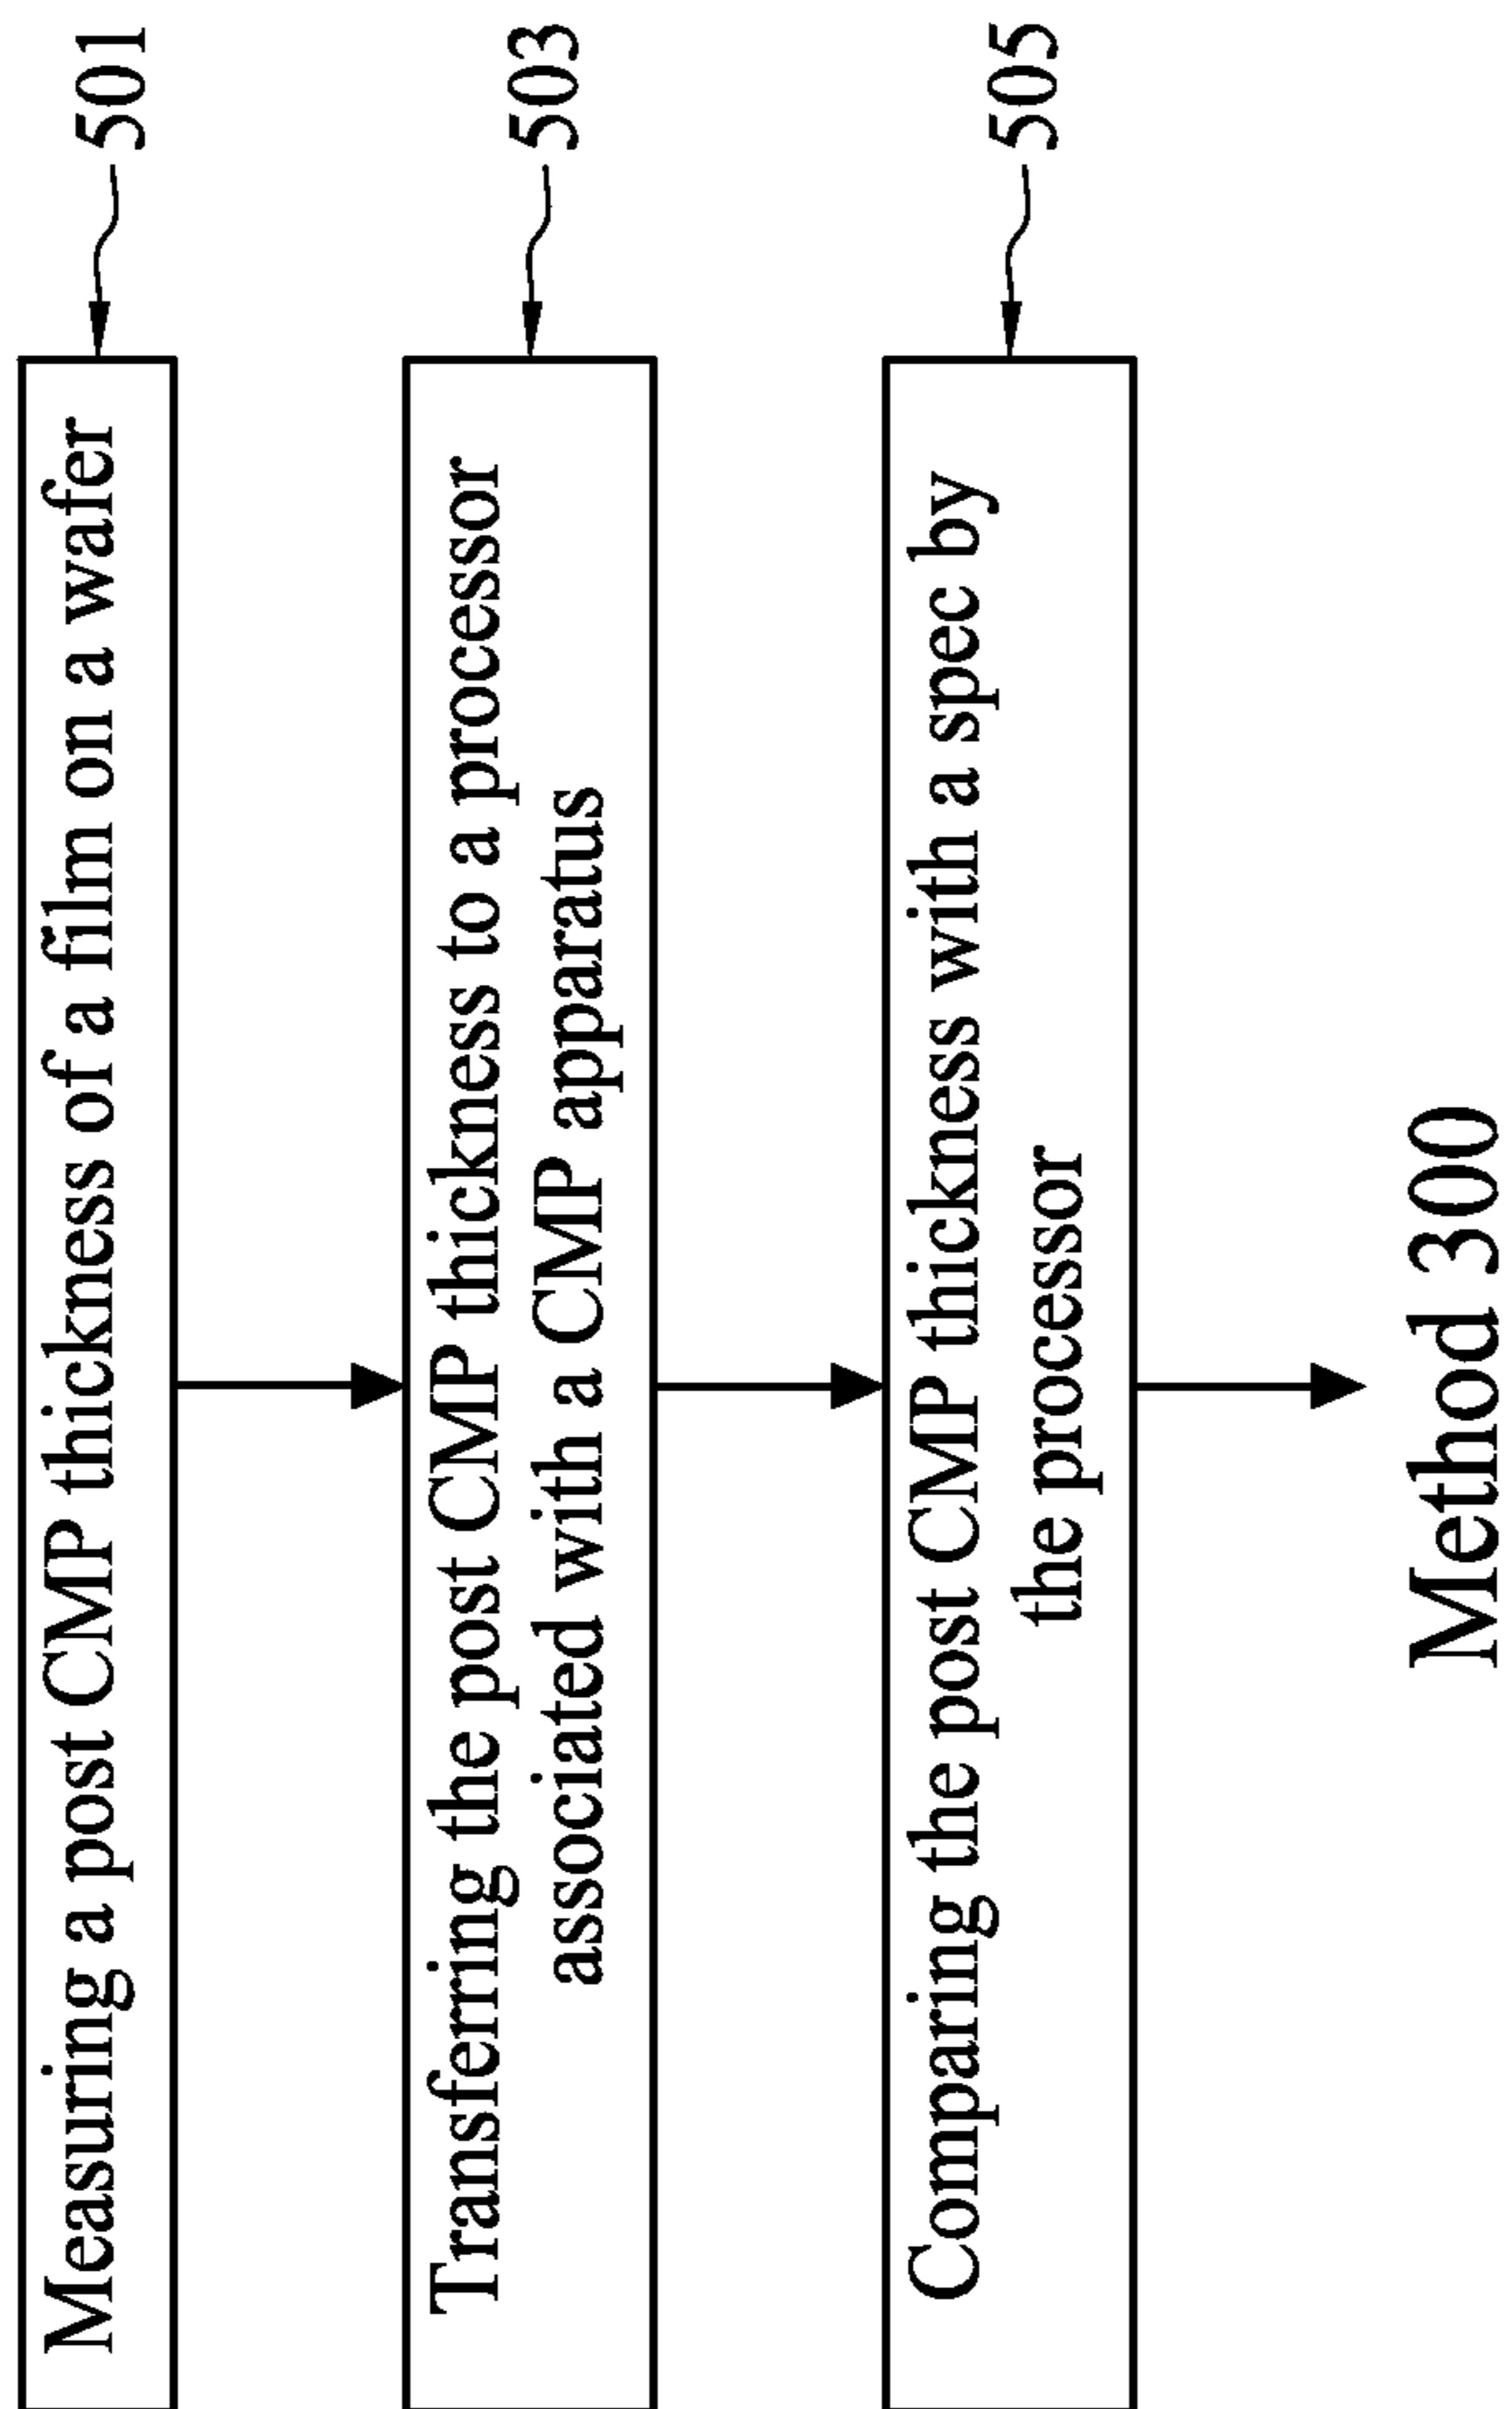 Measuring a post CMP thickness of a film on a wafer
501
Transferring the post CMP thickness to a processor
associated with a CMP apparatus
503
Comparing the post CMP thickness with a spec by
the processor
505
Method 300